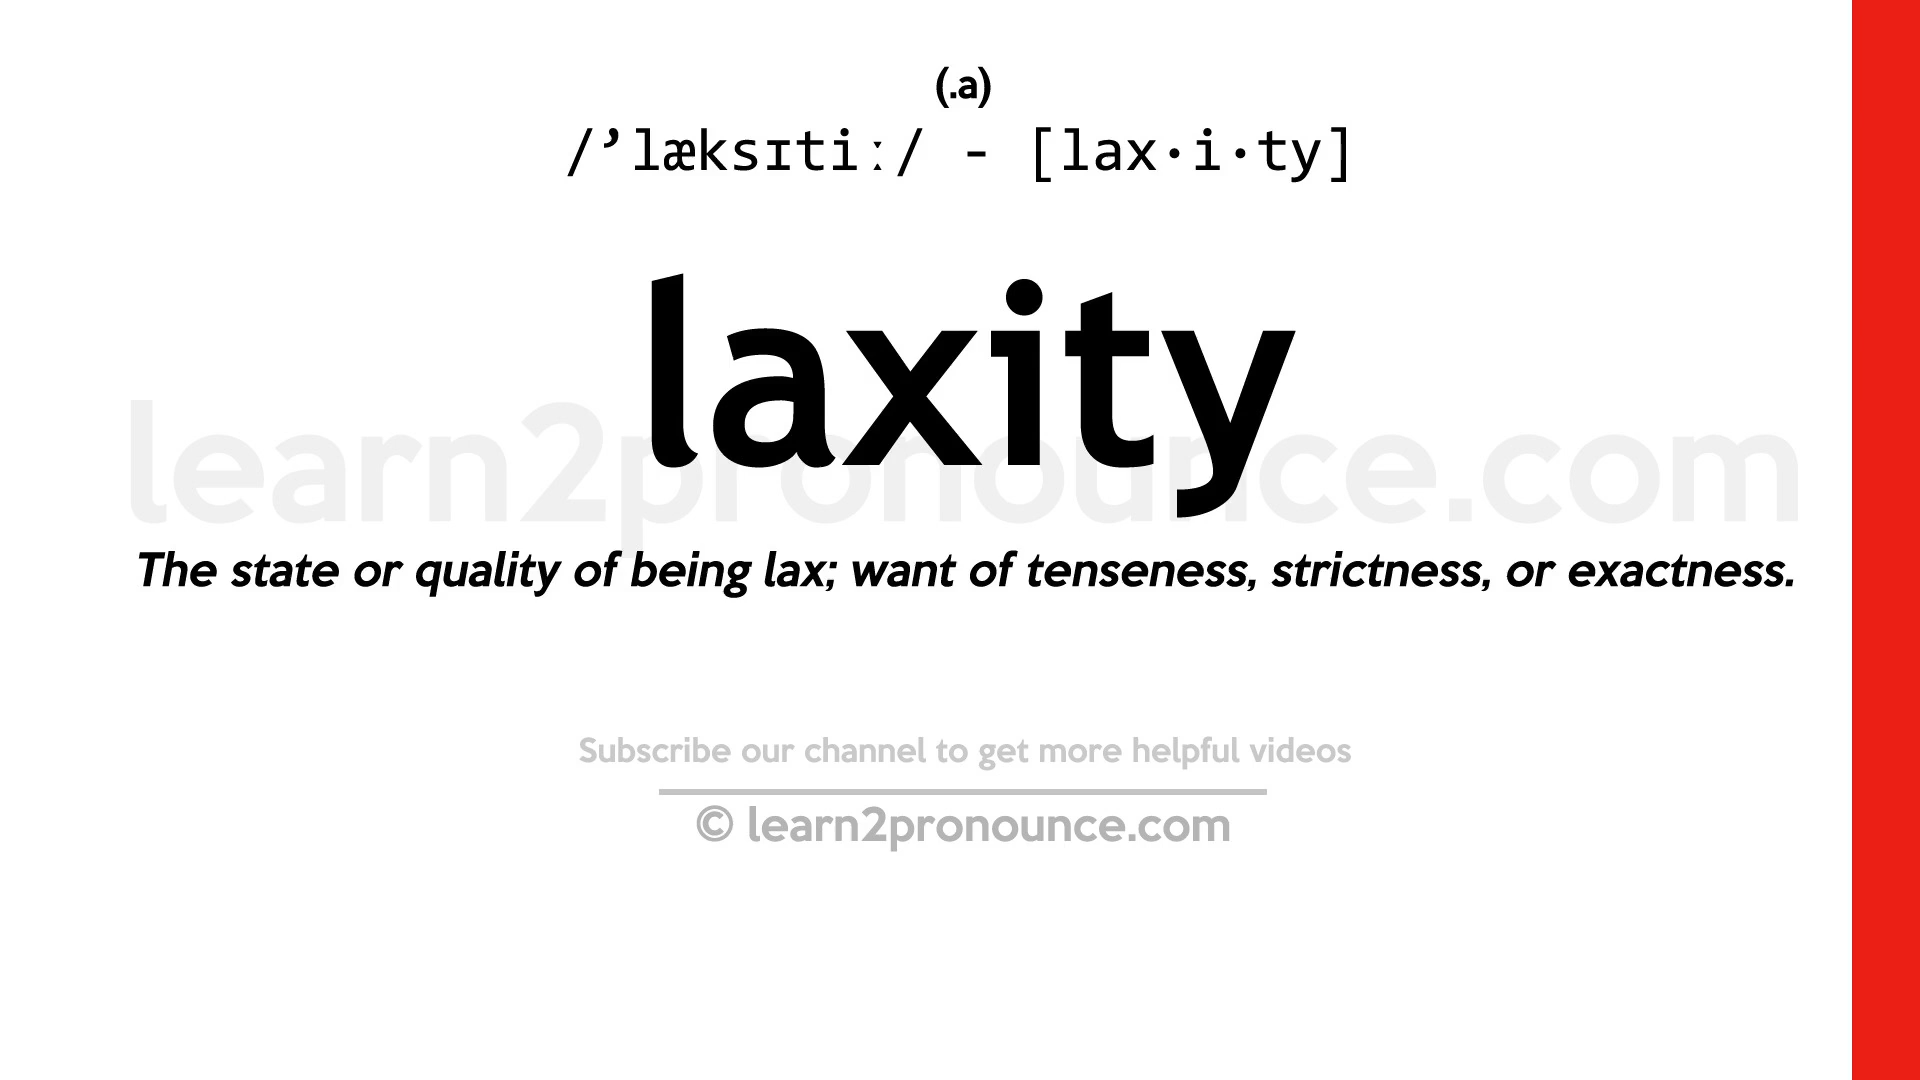 (.a)
/’læksɪtiː/ - [lax·i·ty]
laxity
learn2pronounce.com
The state or quality of being lax; want of tenseness, strictness, or exactness.
Subscribe our channel to get more helpful videos
© learn2pronounce.com